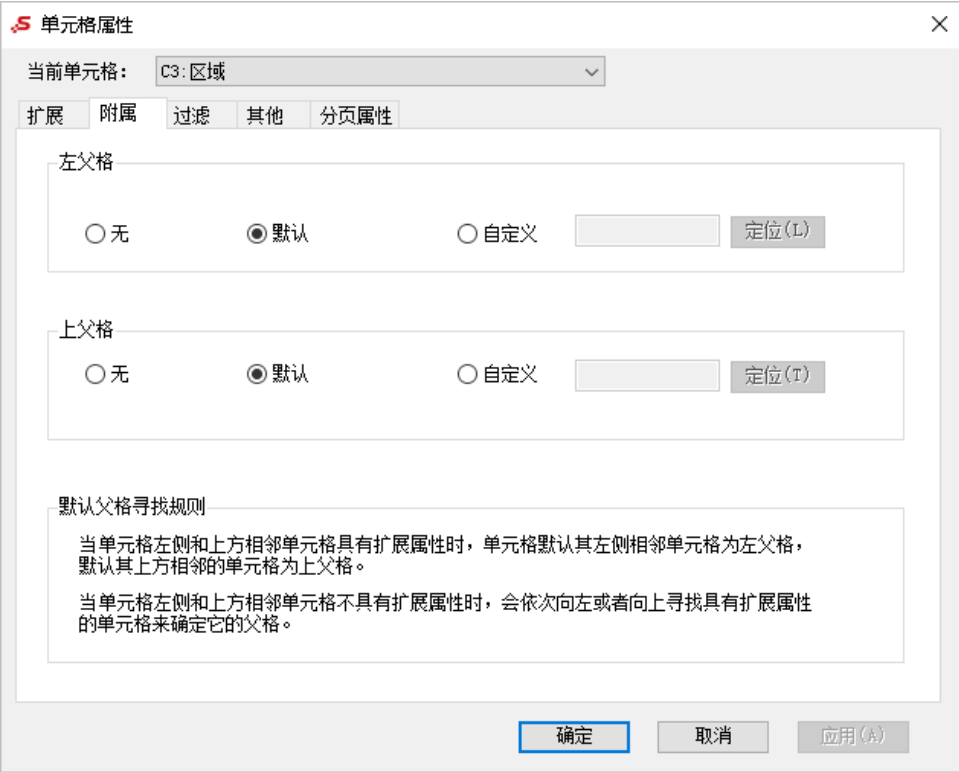 单元格属性
当前单元格： C3:区域
扩展 附属 过滤 其他 分页属性
左父格
无 默认 自定义 定位(L)
上父格
无 默认 自定义 定位(T)
默认父格寻找规则
当单元格左侧和上方相邻单元格具有扩展属性时，单元格默认其左侧相邻单元格为左父格，
默认其上方相邻的单元格为上父格。
当单元格左侧和上方相邻单元格不具有扩展属性时，会依次向左或者向上寻找具有扩展属性
的单元格来确定它的父格。
确定 取消 应用(A)